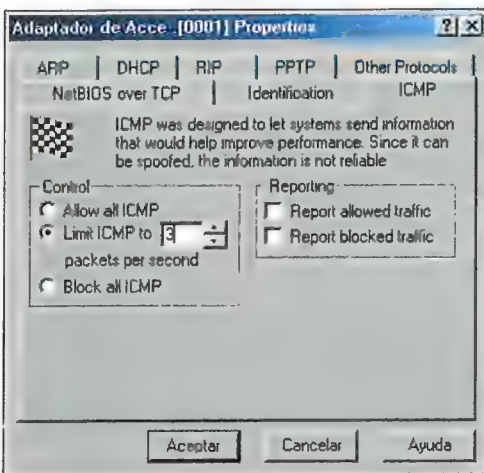 Adaptador de Acce. [0001] Properties
ARP DHCP RIP PPTP Other Protocols
NetBIOS over TCP Identification ICMP
ICMP was designed to let systems send information
that would help improve performance. Since it can
be spoofed, the information is not reliable
Control
Allow all ICMP
Limit ICMP to 3
packets per second
Block all ICMP
Reporting
Report allowed traffic
Report blocked traffic
Aceptar Cancelar Ayuda